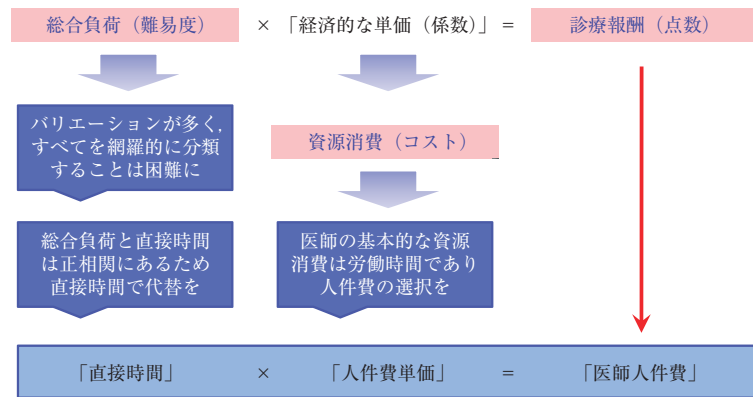 総合負荷（難易度） × 「経済的な単価（係数）」 = 診療報酬（点数）
バリエーションが多く，
すべてを網羅的に分類
することは困難に
資源消費（コスト）
総合負荷と直接時間
は正相関にあるため
直接時間で代替を
医師の基本的な資源
消費は労働時間であり
人件費の選択を
「直接時間」 × 「人件費単価」 = 「医師人件費」